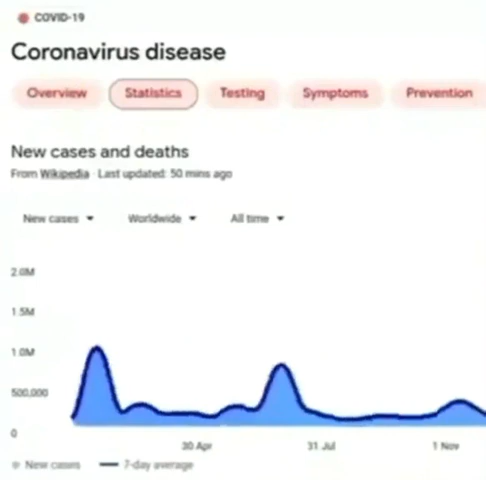 COVID-19
Coronavirus disease
Overview Statistics Testing Symptoms Prevention
New cases and deaths
From Wikipedia · Last updated: 50 mins ago
New cases Worldwide All time
2.0M
1.5M
1.0M
500,000
0
30 Apr 31 Jul 1 Nov
New cases 7-day average